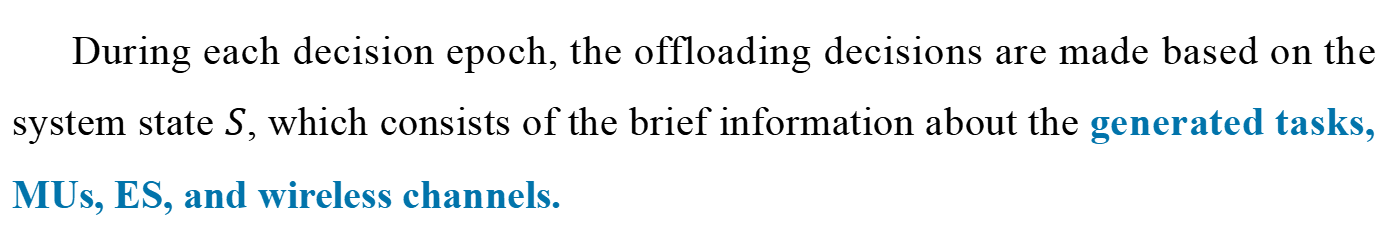 During each decision epoch, the offloading decisions are made based on the
system state S, which consists of the brief information about the generated tasks,
MUs, ES, and wireless channels.